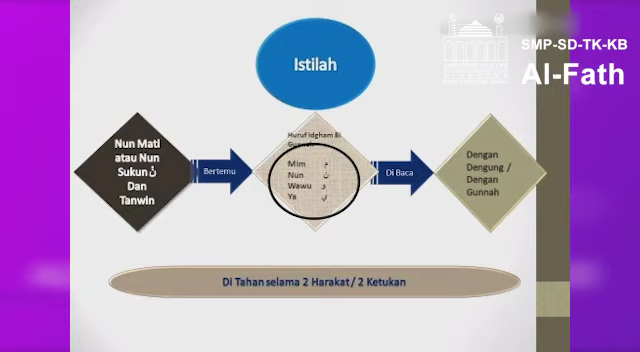 SMP-SD-TK-KB
Al-Fath
Istilah
Nun Mati
atau Nun
Sukun نْ
Dan
Tanwin
Bertemu
Huruf Idgham Bi
Gunnah
Mim م
Nun ن
Wawu و
Ya ي
Di Baca
Dengan
Dengung /
Dengan
Gunnah
Di Tahan selama 2 Harakat / 2 Ketukan